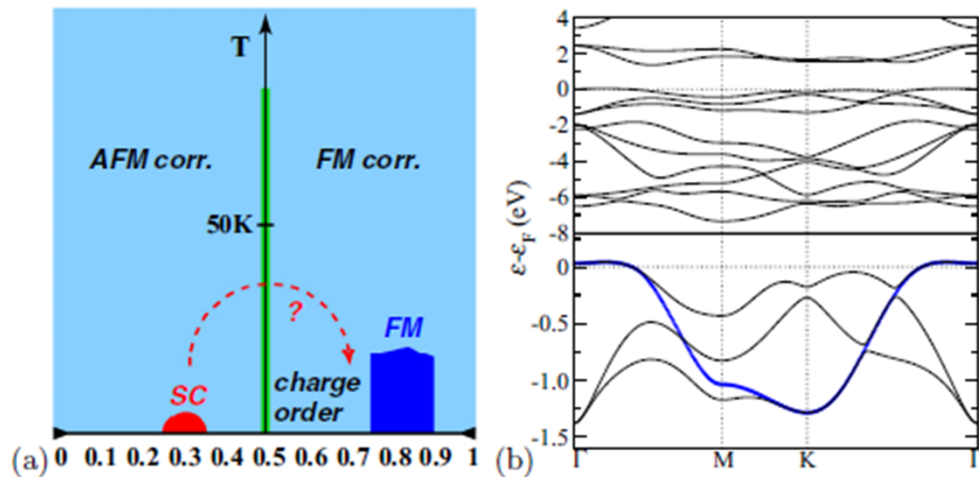 T
AFM corr.
FM corr.
50K
?
FM
SC
charge
order
(a)
0 0.1 0.2 0.3 0.4 0.5 0.6 0.7 0.8 0.9 1
4
2
0
-2
-4
-6
-8
0
-0.5
-1.0
-1.5
ε-ε_F (eV)
(b)
Γ M K Γ